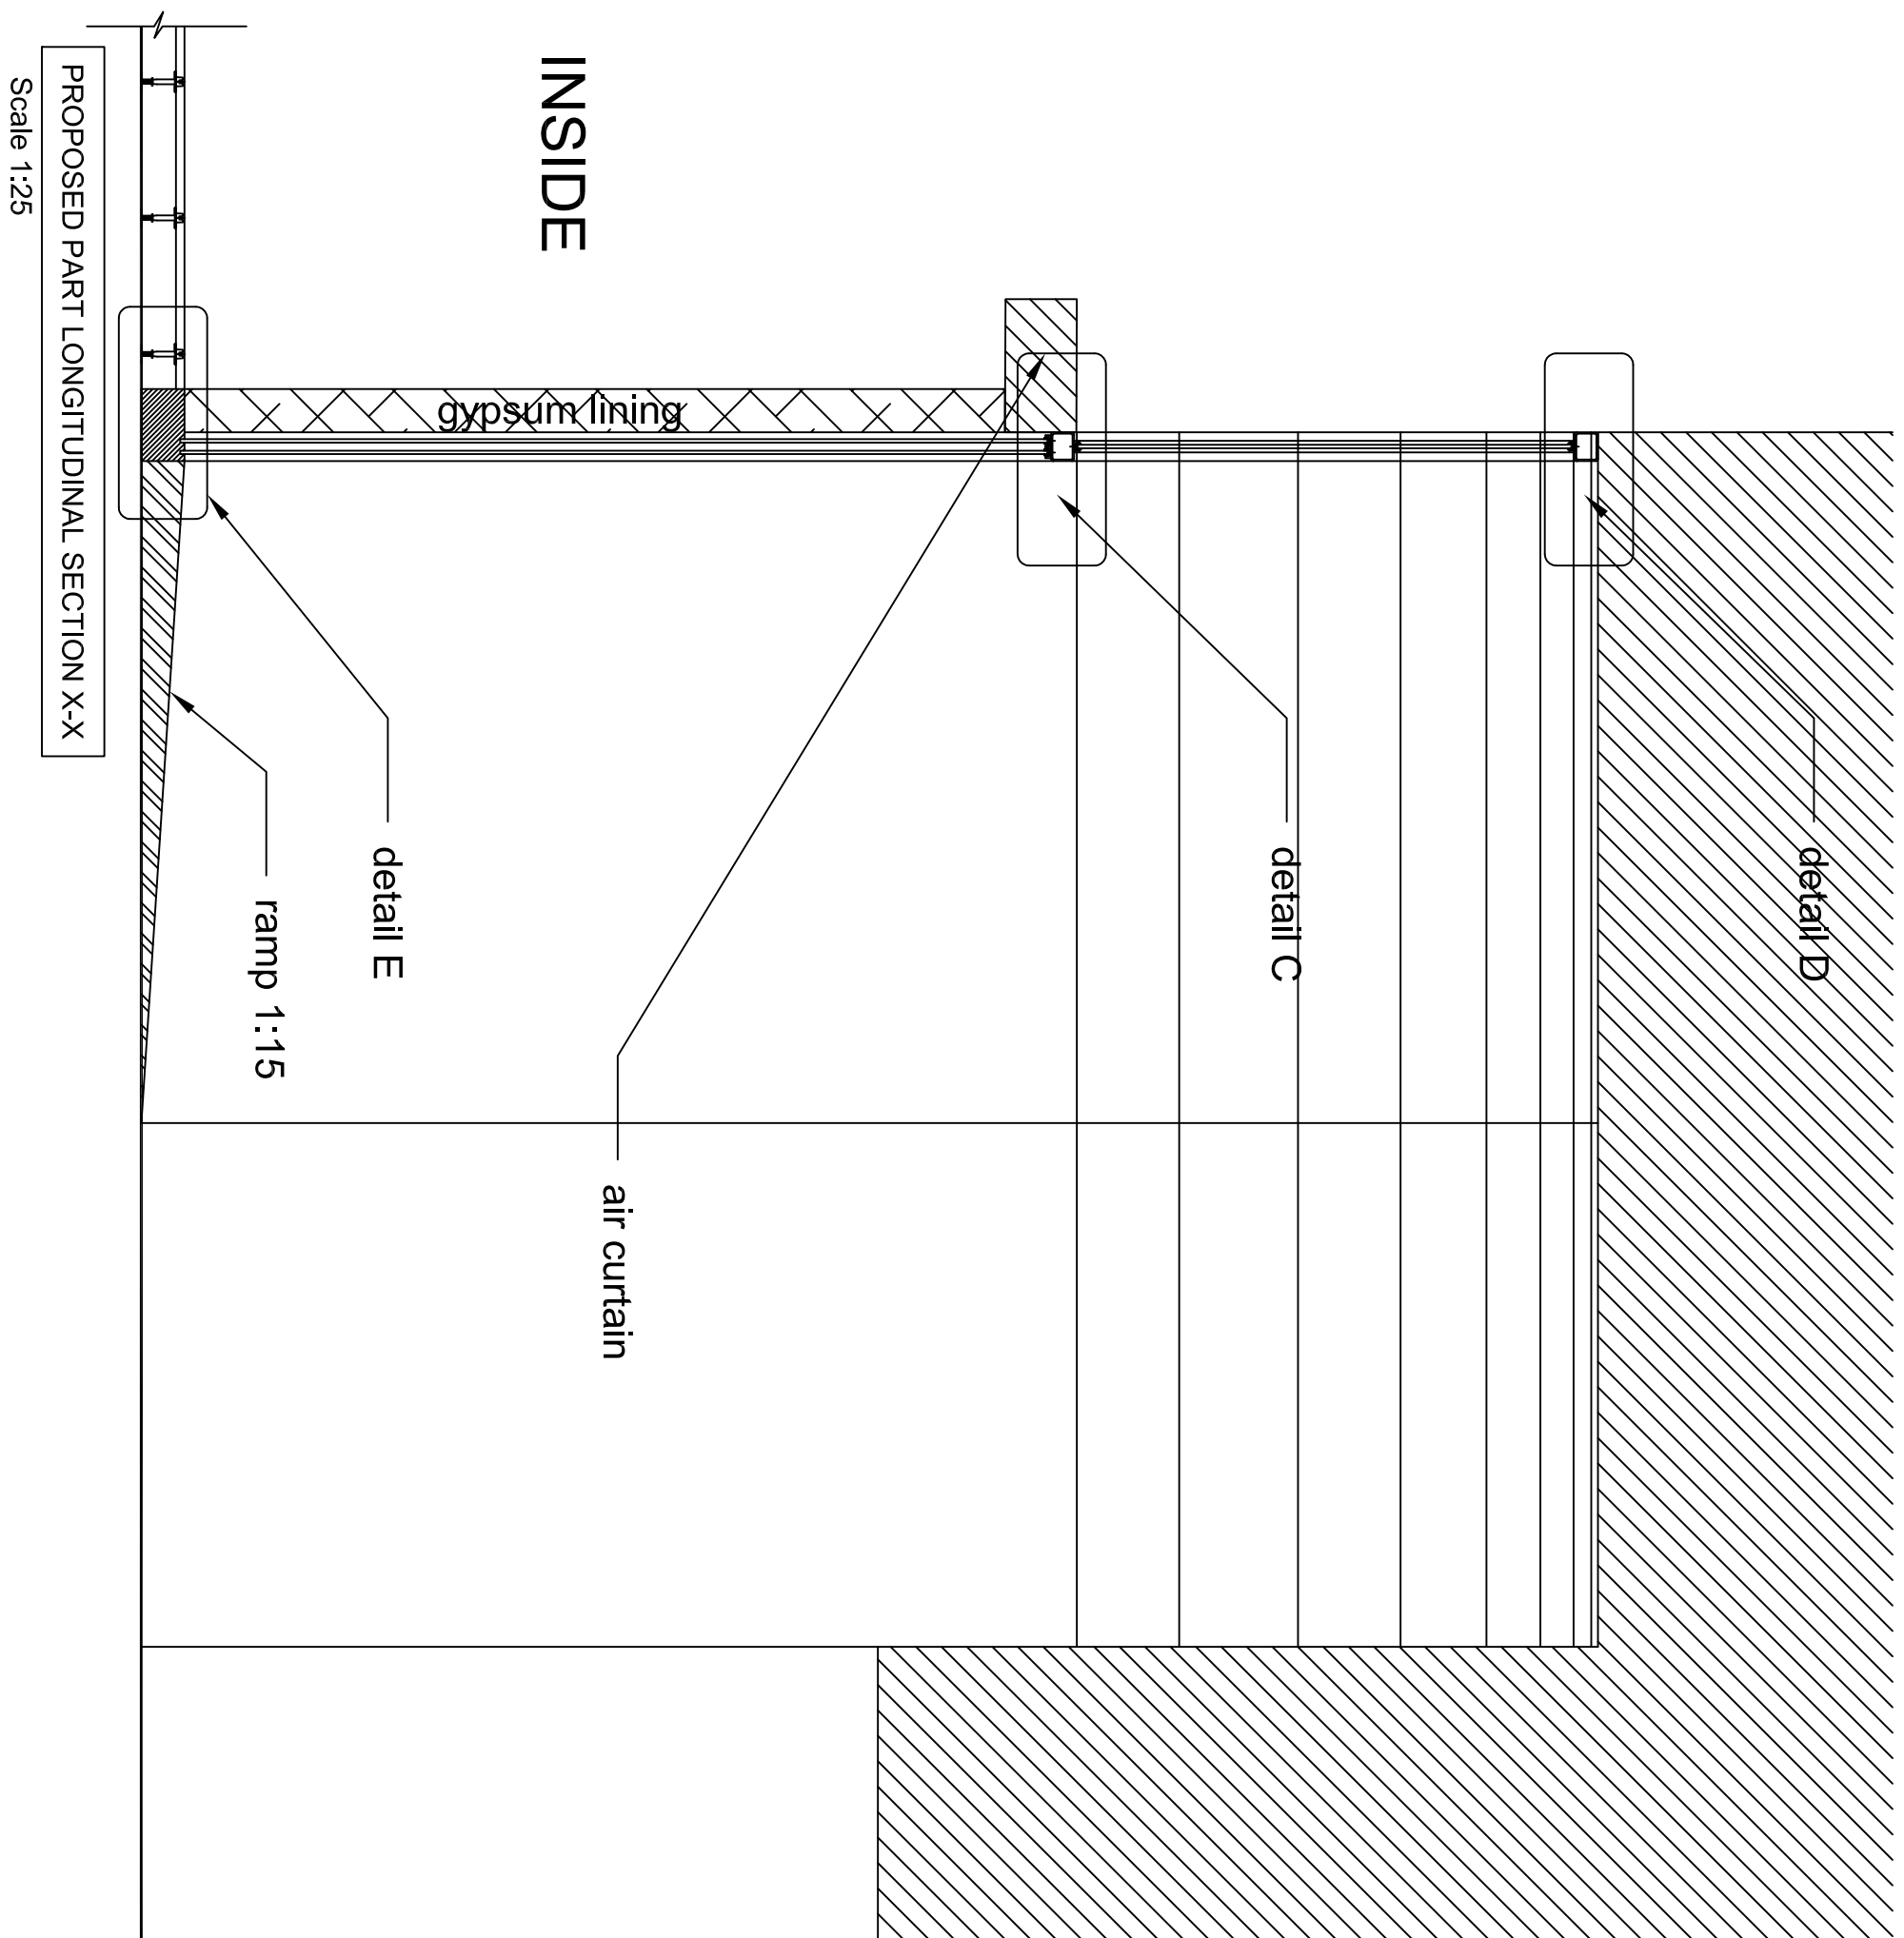 detail D
detail C
INSIDE
air curtain
gypsum lining
detail E
ramp 1:15
PROPOSED PART LONGITUDINAL SECTION X-X
Scale 1:25